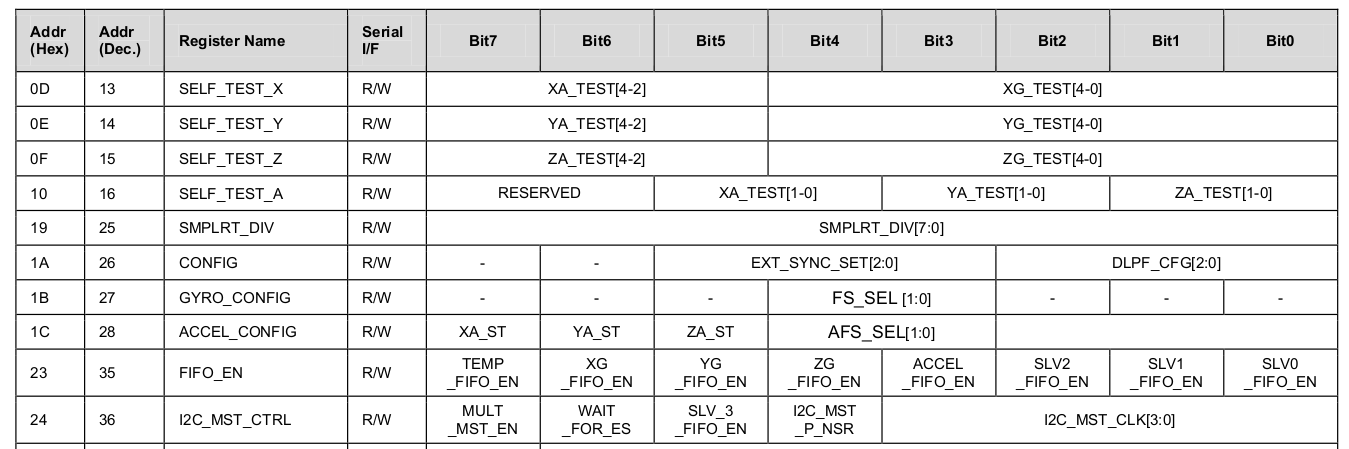 Addr (Hex) Addr (Dec.) Register Name Serial I/F Bit7 Bit6 Bit5 Bit4 Bit3 Bit2 Bit1 Bit0
0D 13 SELF_TEST_X R/W XA_TEST[4-2] XG_TEST[4-0]
0E 14 SELF_TEST_Y R/W YA_TEST[4-2] YG_TEST[4-0]
0F 15 SELF_TEST_Z R/W ZA_TEST[4-2] ZG_TEST[4-0]
10 16 SELF_TEST_A R/W RESERVED XA_TEST[1-0] YA_TEST[1-0] ZA_TEST[1-0]
19 25 SMPLRT_DIV R/W SMPLRT_DIV[7:0]
1A 26 CONFIG R/W - - EXT_SYNC_SET[2:0] DLPF_CFG[2:0]
1B 27 GYRO_CONFIG R/W - - - FS_SEL [1:0] - - -
1C 28 ACCEL_CONFIG R/W XA_ST YA_ST ZA_ST AFS_SEL[1:0]
23 35 FIFO_EN R/W TEMP _FIFO_EN XG _FIFO_EN YG _FIFO_EN ZG _FIFO_EN ACCEL _FIFO_EN SLV2 _FIFO_EN SLV1 _FIFO_EN SLV0 _FIFO_EN
24 36 I2C_MST_CTRL R/W MULT _MST_EN WAIT _FOR_ES SLV_3 _FIFO_EN I2C_MST _P_NSR I2C_MST_CLK[3:0]